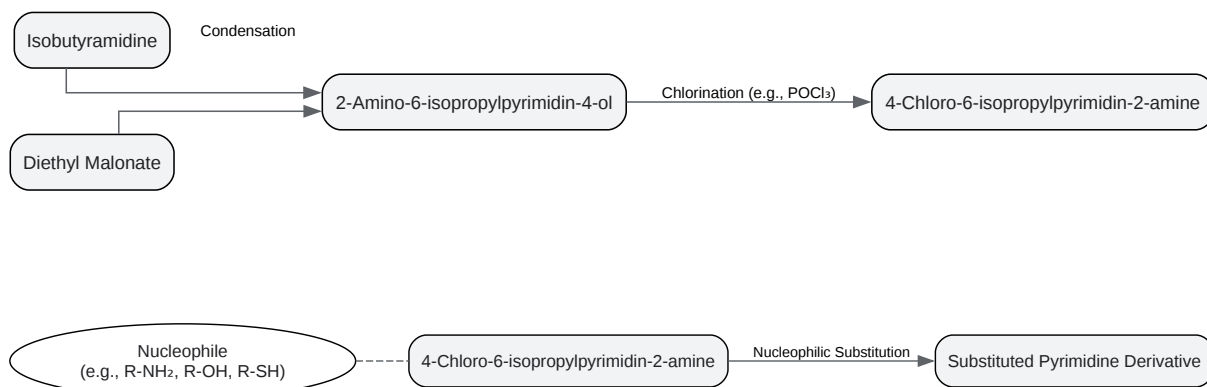 Isobutyramidine
Condensation
2-Amino-6-isopropylpyrimidin-4-ol
Chlorination (e.g., POCl₃)
4-Chloro-6-isopropylpyrimidin-2-amine
Diethyl Malonate
Nucleophile
(e.g., R-NH₂, R-OH, R-SH)
4-Chloro-6-isopropylpyrimidin-2-amine
Nucleophilic Substitution
Substituted Pyrimidine Derivative